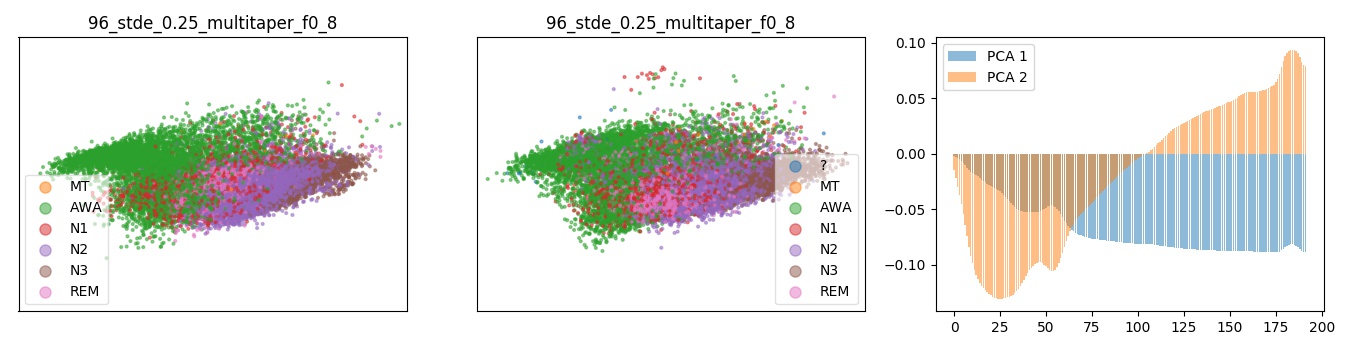 96_stde_0.25_multitaper_f0_8
MT
AWA
N1
N2
N3
REM
96_stde_0.25_multitaper_f0_8
?
MT
AWA
N1
N2
N3
REM
PCA 1
PCA 2
0.10
0.05
0.00
−0.05
−0.10
0 25 50 75 100 125 150 175 200